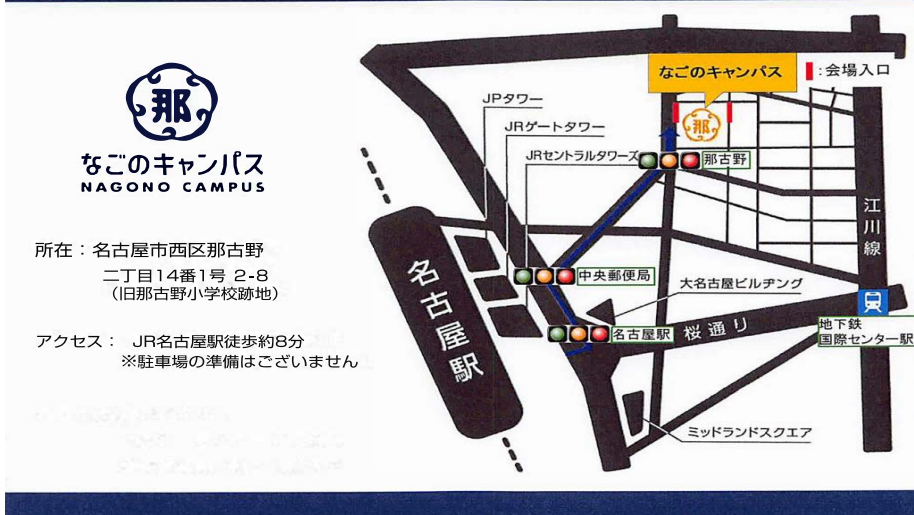 那
なごのキャンパス
NAGONO CAMPUS
所在：名古屋市西区那古野
二丁目14番1号 2-8
（旧那古野小学校跡地）
アクセス： JR名古屋駅徒歩約8分
※駐車場の準備はございません
なごのキャンパス
:会場入口
那
JPタワー
JRゲートタワー
JRセントラルタワーズ
那古野
江川線
名古屋駅
中央郵便局
大名古屋ビルヂング
名古屋駅
桜通り
地下鉄
国際センター駅
ミッドランドスクエア